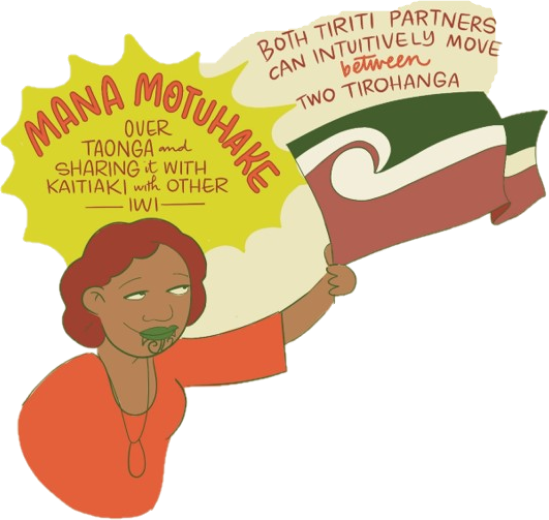 MANA MOTUHAKE
OVER
TAONGA and
SHARING it WITH
KAITIAKI with OTHER
IWI
BOTH TIRITI PARTNERS
CAN INTUITIVELY MOVE
between
TWO TIROHANGA